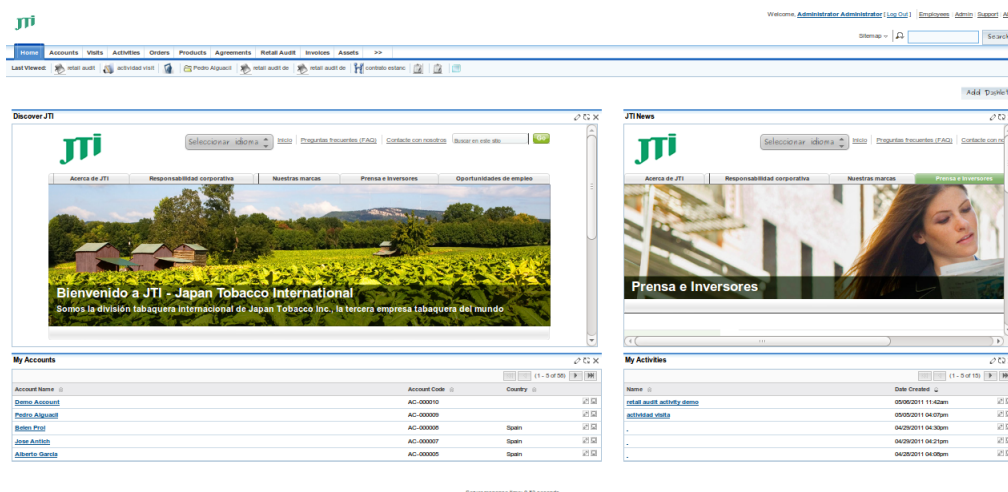 Welcome, Administrator Administrator [ Log Out ] Employees Admin Support
JTI
Sitemap Search
Home Accounts Visits Activities Orders Products Agreements Retail Audit Invoices Assets >>
Last Viewed: retail audit actividad visit Pedro Alguacil retail audit de retail audit de contrato estanc
Discover JTI
JTI
Seleccionar idioma Inicio Preguntas frecuentes (FAQ) Contacte con nosotros Buscar en este sitio Go
Acerca de JTI Responsabilidad corporativa Nuestras marcas Prensa e Inversores Oportunidades de empleo
Bienvenido a JTI - Japan Tobacco International
Somos la división tabaquera internacional de Japan Tobacco Inc., la tercera empresa tabaquera del mundo
JTI News
JTI
Seleccionar idioma Inicio Preguntas frecuentes (FAQ) Contacte con
Acerca de JTI Responsabilidad corporativa Nuestras marcas Prensa e Inversores
Prensa e Inversores
My Accounts
(1 - 5 of 56)
Account Name Account Code Country
Demo Account AC-000010
Pedro Alguacil AC-000009
Belen Prol AC-000008 Spain
Jose Antich AC-000007 Spain
Alberto Garcia AC-000005 Spain
My Activities
(1 - 5 of 15)
Name Date Created
retail audit activity demo 05/06/2011 11:42am
actividad visita 05/05/2011 04:07pm
. 04/29/2011 04:30pm
. 04/29/2011 04:21pm
. 04/28/2011 04:06pm